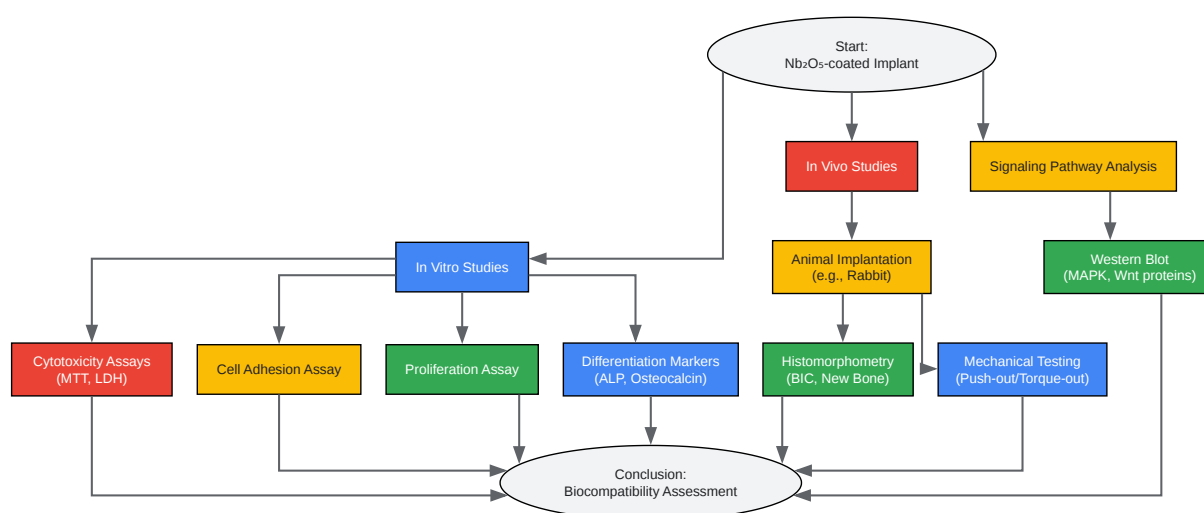 Start:
Nb₂O₅-coated Implant
In Vivo Studies
Signaling Pathway Analysis
In Vitro Studies
Animal Implantation
(e.g., Rabbit)
Western Blot
(MAPK, Wnt proteins)
Cytotoxicity Assays
(MTT, LDH)
Cell Adhesion Assay
Proliferation Assay
Differentiation Markers
(ALP, Osteocalcin)
Histomorphometry
(BIC, New Bone)
Mechanical Testing
(Push-out/Torque-out)
Conclusion:
Biocompatibility Assessment